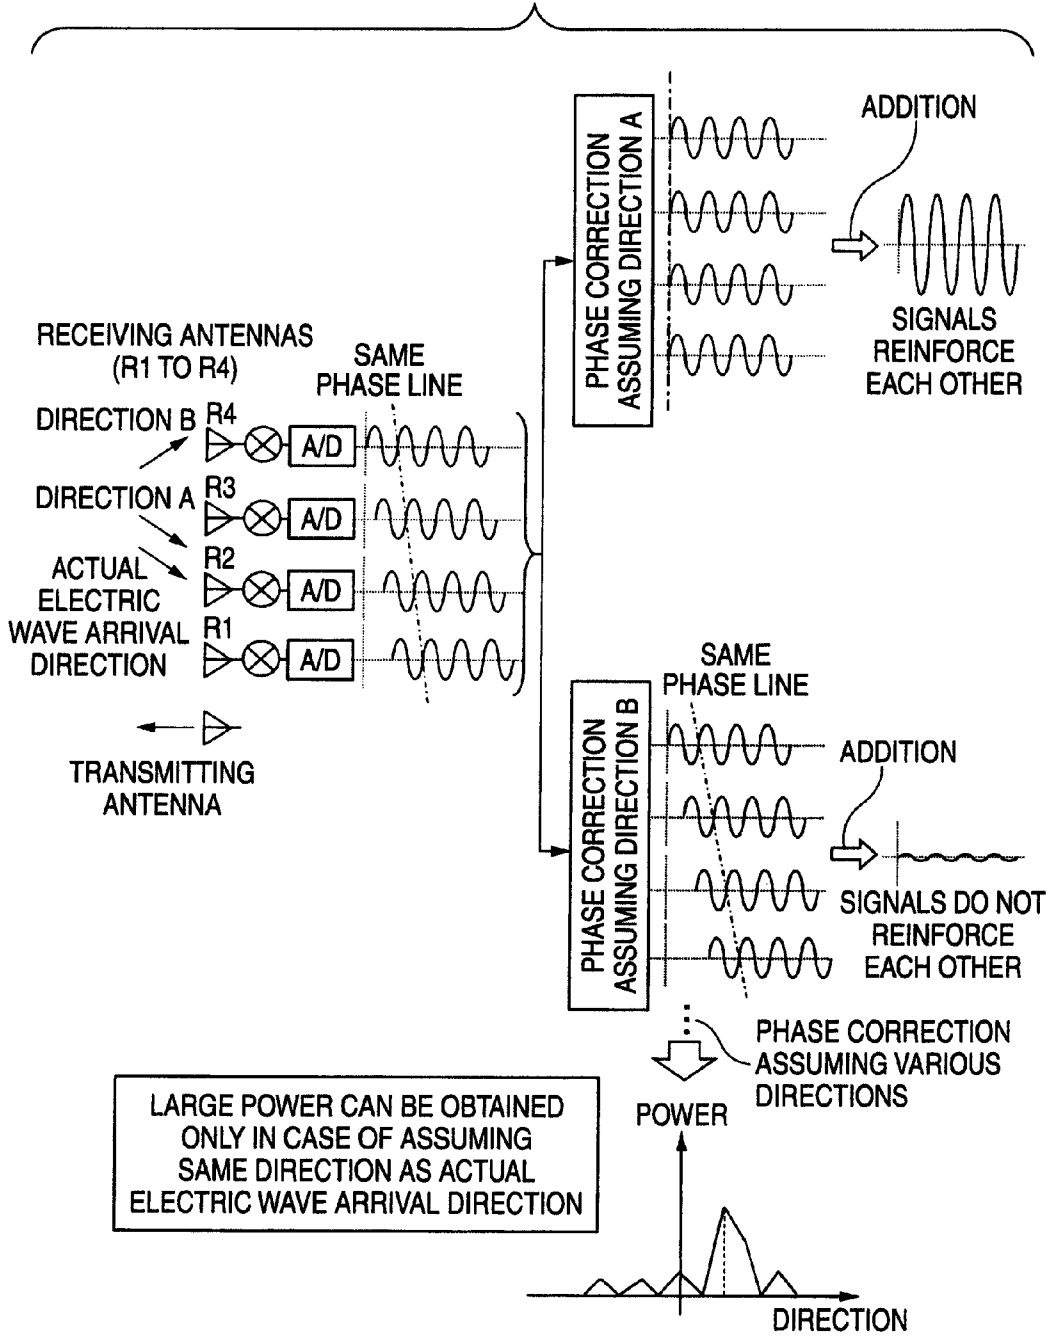 RECEIVING ANTENNAS
(R1 TO R4)
DIRECTION B
DIRECTION A
ACTUAL
ELECTRIC
WAVE ARRIVAL
DIRECTION
R4
R3
R2
R1
A/D
A/D
A/D
A/D
TRANSMITTING
ANTENNA
SAME
PHASE LINE
PHASE CORRECTION
ASSUMING DIRECTION A
ADDITION
SIGNALS
REINFORCE
EACH OTHER
PHASE CORRECTION
ASSUMING DIRECTION B
SAME
PHASE LINE
ADDITION
SIGNALS DO NOT
REINFORCE
EACH OTHER
PHASE CORRECTION
ASSUMING VARIOUS
DIRECTIONS
LARGE POWER CAN BE OBTAINED
ONLY IN CASE OF ASSUMING
SAME DIRECTION AS ACTUAL
ELECTRIC WAVE ARRIVAL DIRECTION
POWER
DIRECTION